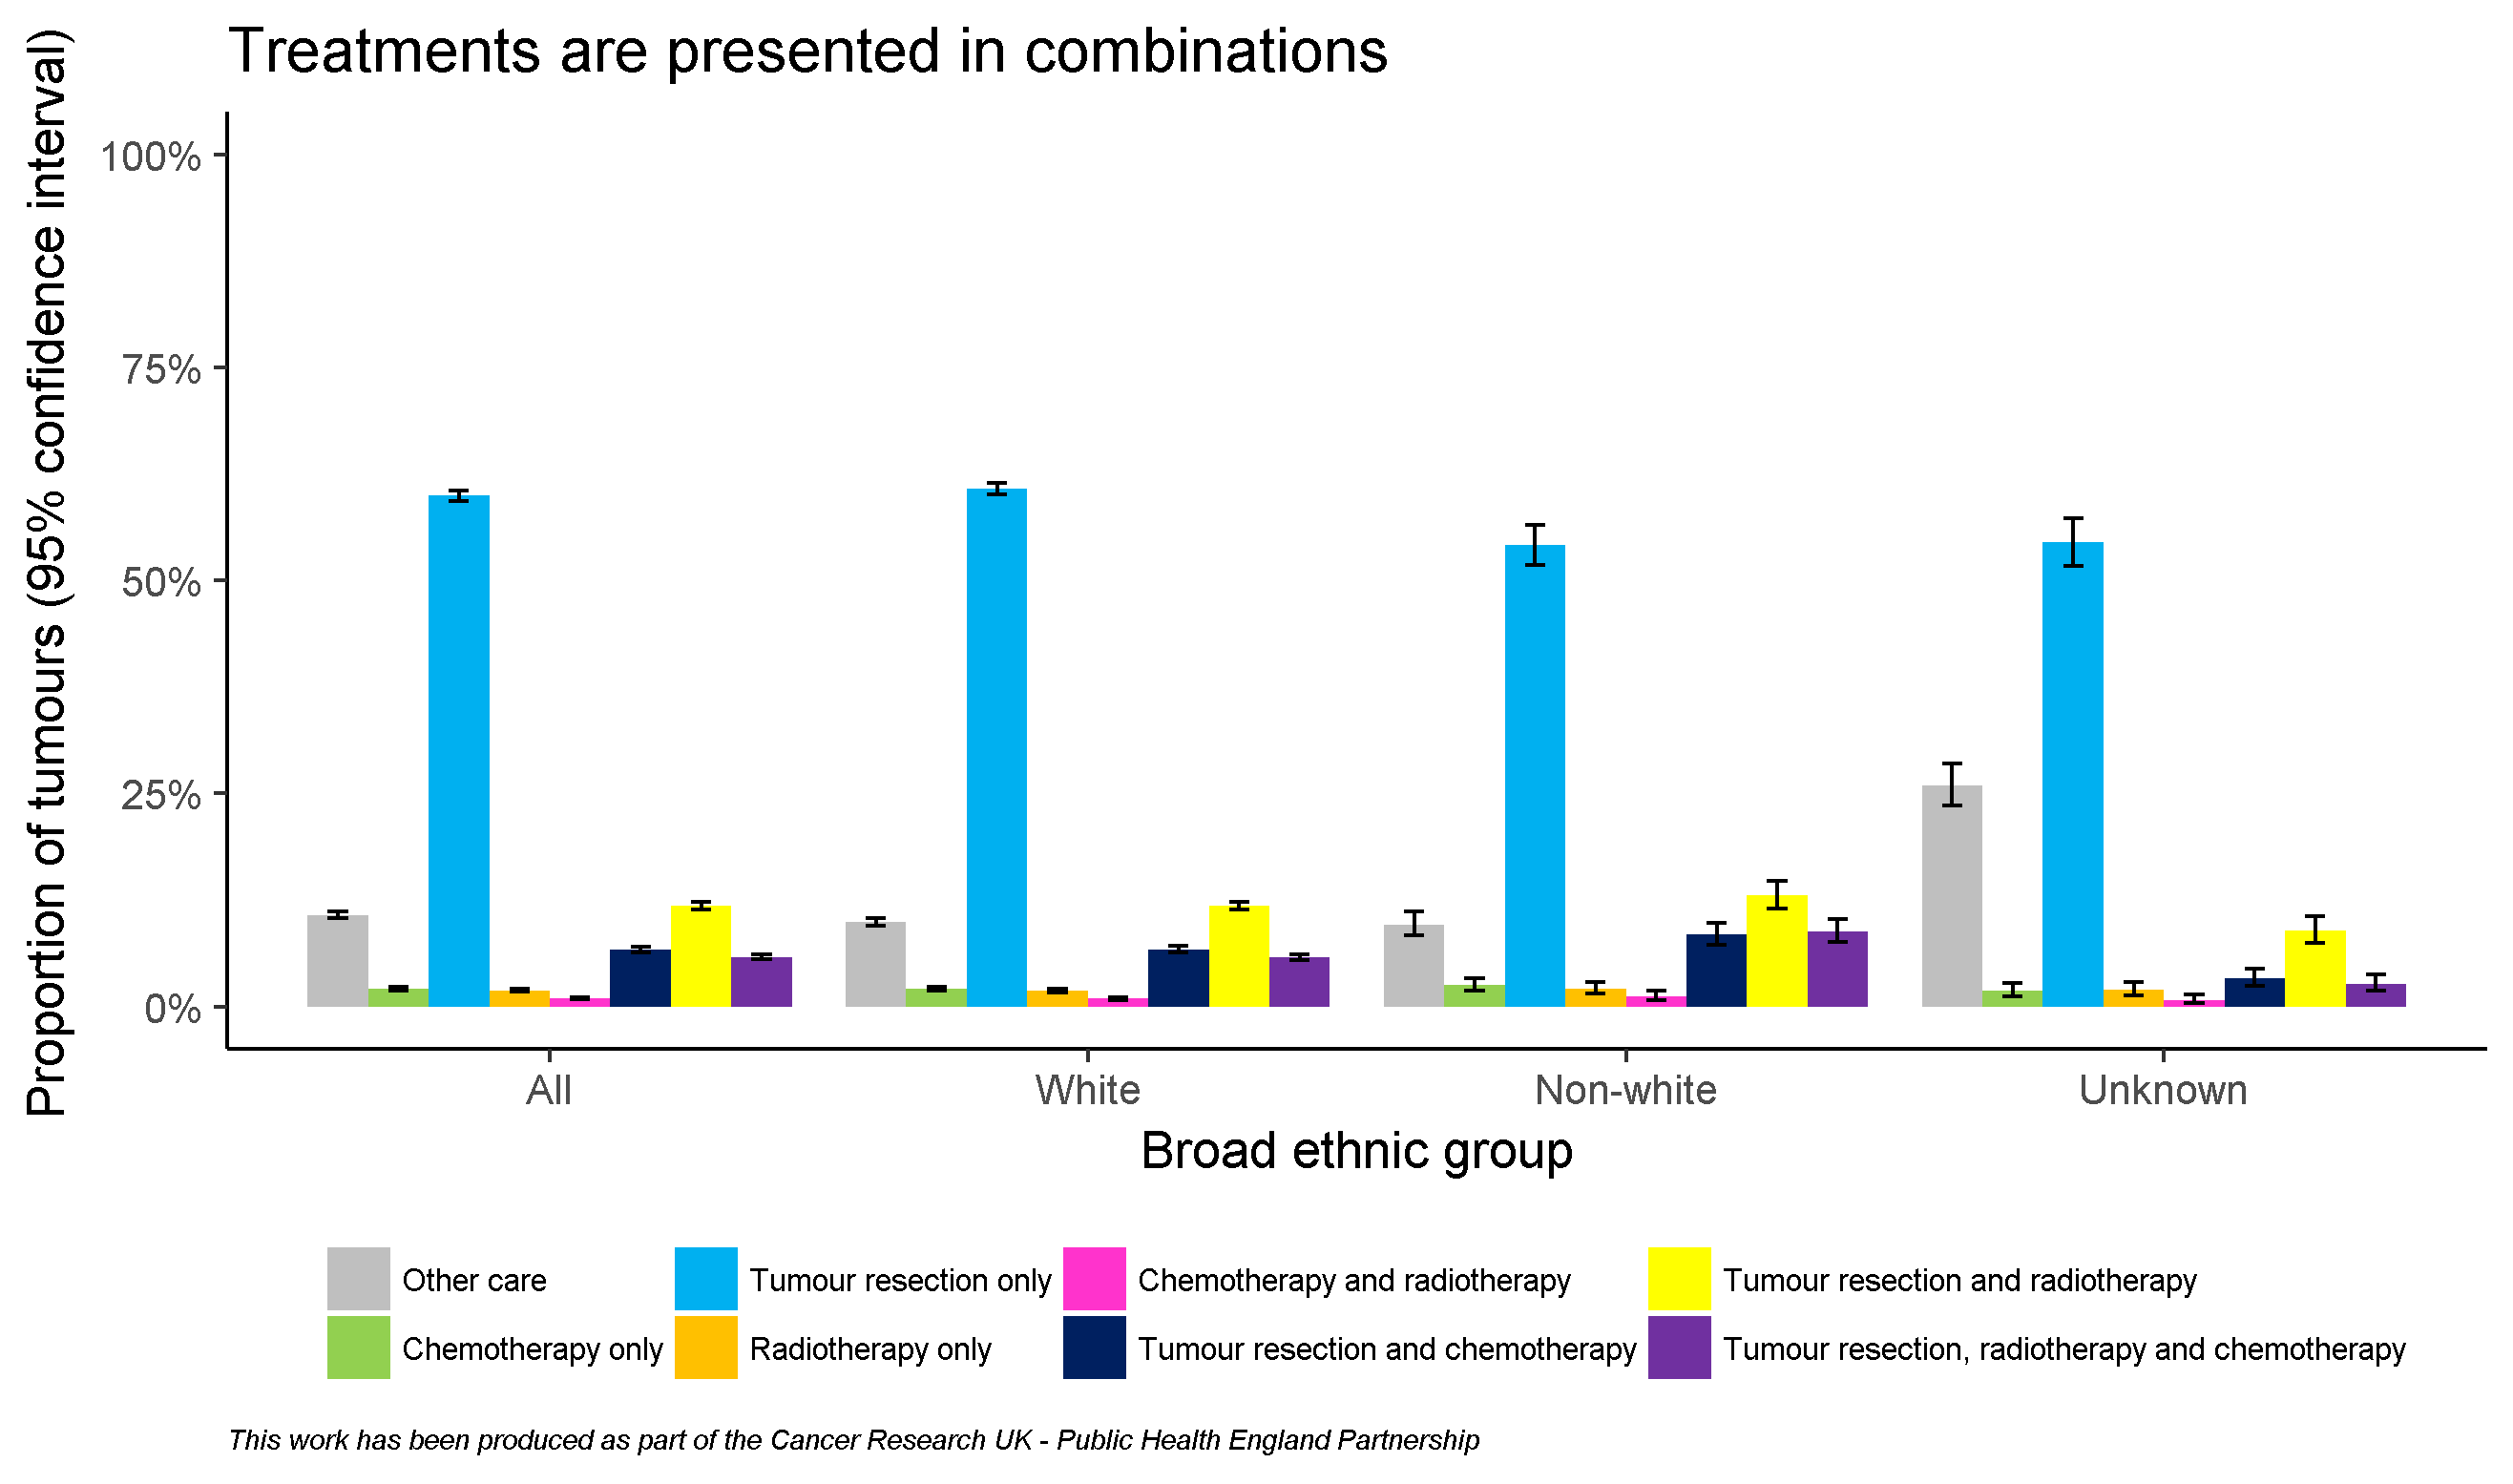 Treatments are presented in combinations
Proportion of tumours (95% confidence interval)
100%
75%
50%
25%
0%
All
White
Non-white
Unknown
Broad ethnic group
Other care
Tumour resection only
Chemotherapy and radiotherapy
Tumour resection and radiotherapy
Chemotherapy only
Radiotherapy only
Tumour resection and chemotherapy
Tumour resection, radiotherapy and chemotherapy
This work has been produced as part of the Cancer Research UK - Public Health England Partnership